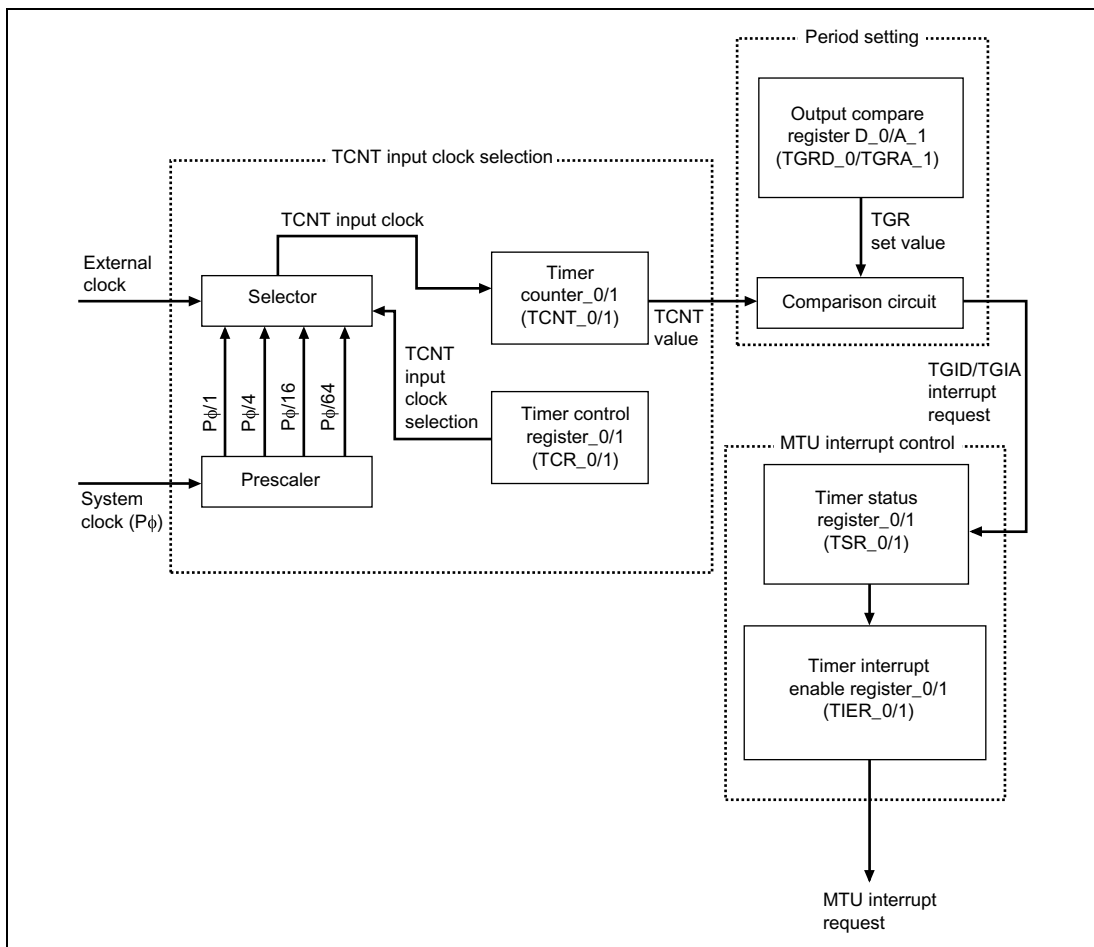 Period setting
Output compare
register D_0/A_1
(TGRD_0/TGRA_1)
TCNT input clock selection
TCNT input clock
TGR
set value
External
clock
Selector
Timer
counter_0/1
(TCNT_0/1)
Comparison circuit
TCNT
value
TCNT
input
clock
selection
TGID/TGIA
interrupt
request
Pϕ/1
Pϕ/4
Pϕ/16
Pϕ/64
Timer control
register_0/1
(TCR_0/1)
MTU interrupt control
Prescaler
System
clock (Pϕ)
Timer status
register_0/1
(TSR_0/1)
Timer interrupt
enable register_0/1
(TIER_0/1)
MTU interrupt
request